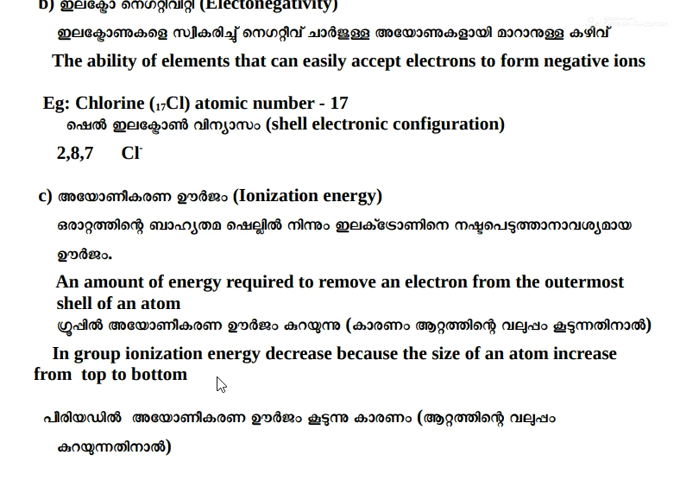 b) ഇലക്ട്രോ നെഗറ്റിവിറ്റി (Electonegativity)
ഇലക്ട്രോണുകളെ സ്വീകരിച്ച് നെഗറ്റീവ് ചാർജുള്ള അയോണുകളായി മാറാനുള്ള കഴിവ്
The ability of elements that can easily accept electrons to form negative ions
Eg: Chlorine (₁₇Cl) atomic number - 17
ഷെൽ ഇലക്ട്രോൺ വിന്യാസം (shell electronic configuration)
2,8,7 Cl⁻
c) അയോണീകരണ ഊർജം (Ionization energy)
ഒരാറ്റത്തിന്റെ ബാഹ്യതമ ഷെല്ലിൽ നിന്നും ഇലക്ട്രോണിനെ നഷ്ടപെടുത്താനാവശ്യമായ
ഊർജം.
An amount of energy required to remove an electron from the outermost
shell of an atom
ഗ്രൂപ്പിൽ അയോണീകരണ ഊർജം കുറയുന്നു (കാരണം ആറ്റത്തിന്റെ വലുപ്പം കൂടുന്നതിനാൽ)
In group ionization energy decrease because the size of an atom increase
from top to bottom
പിരിയഡിൽ അയോണീകരണ ഊർജം കൂടുന്നു കാരണം (ആറ്റത്തിന്റെ വലുപ്പം
കുറയുന്നതിനാൽ)